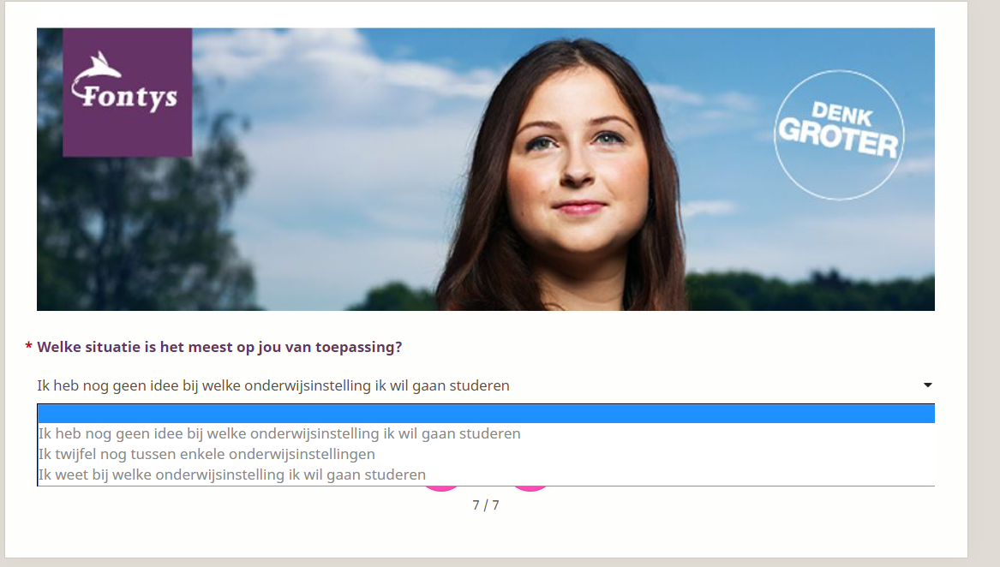 Fontys
DENK
GROTER
* Welke situatie is het meest op jou van toepassing?
Ik heb nog geen idee bij welke onderwijsinstelling ik wil gaan studeren
Ik heb nog geen idee bij welke onderwijsinstelling ik wil gaan studeren
Ik twijfel nog tussen enkele onderwijsinstellingen
Ik weet bij welke onderwijsinstelling ik wil gaan studeren
7 / 7